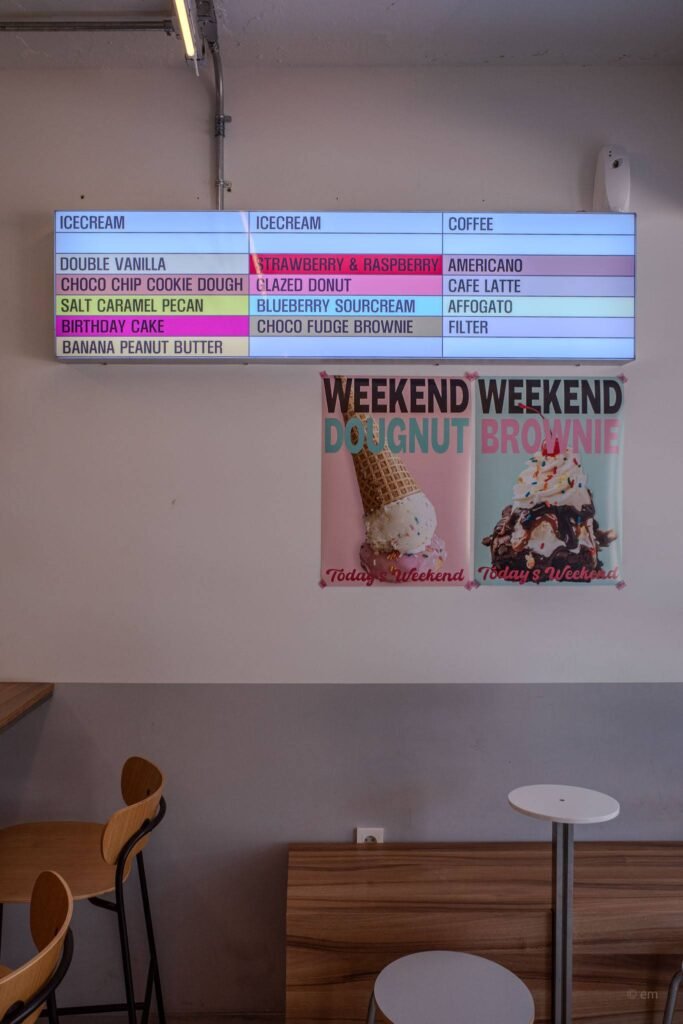 ICECREAM
DOUBLE VANILLA
CHOCO CHIP COOKIE DOUGH
SALT CARAMEL PECAN
BIRTHDAY CAKE
BANANA PEANUT BUTTER
ICECREAM
STRAWBERRY & RASPBERRY
GLAZED DONUT
BLUEBERRY SOURCREAM
CHOCO FUDGE BROWNIE
COFFEE
AMERICANO
CAFE LATTE
AFFOGATO
FILTER
WEEKEND
DOUGNUT
Today's Weekend
WEEKEND
BROWNIE
Today's Weekend
© em